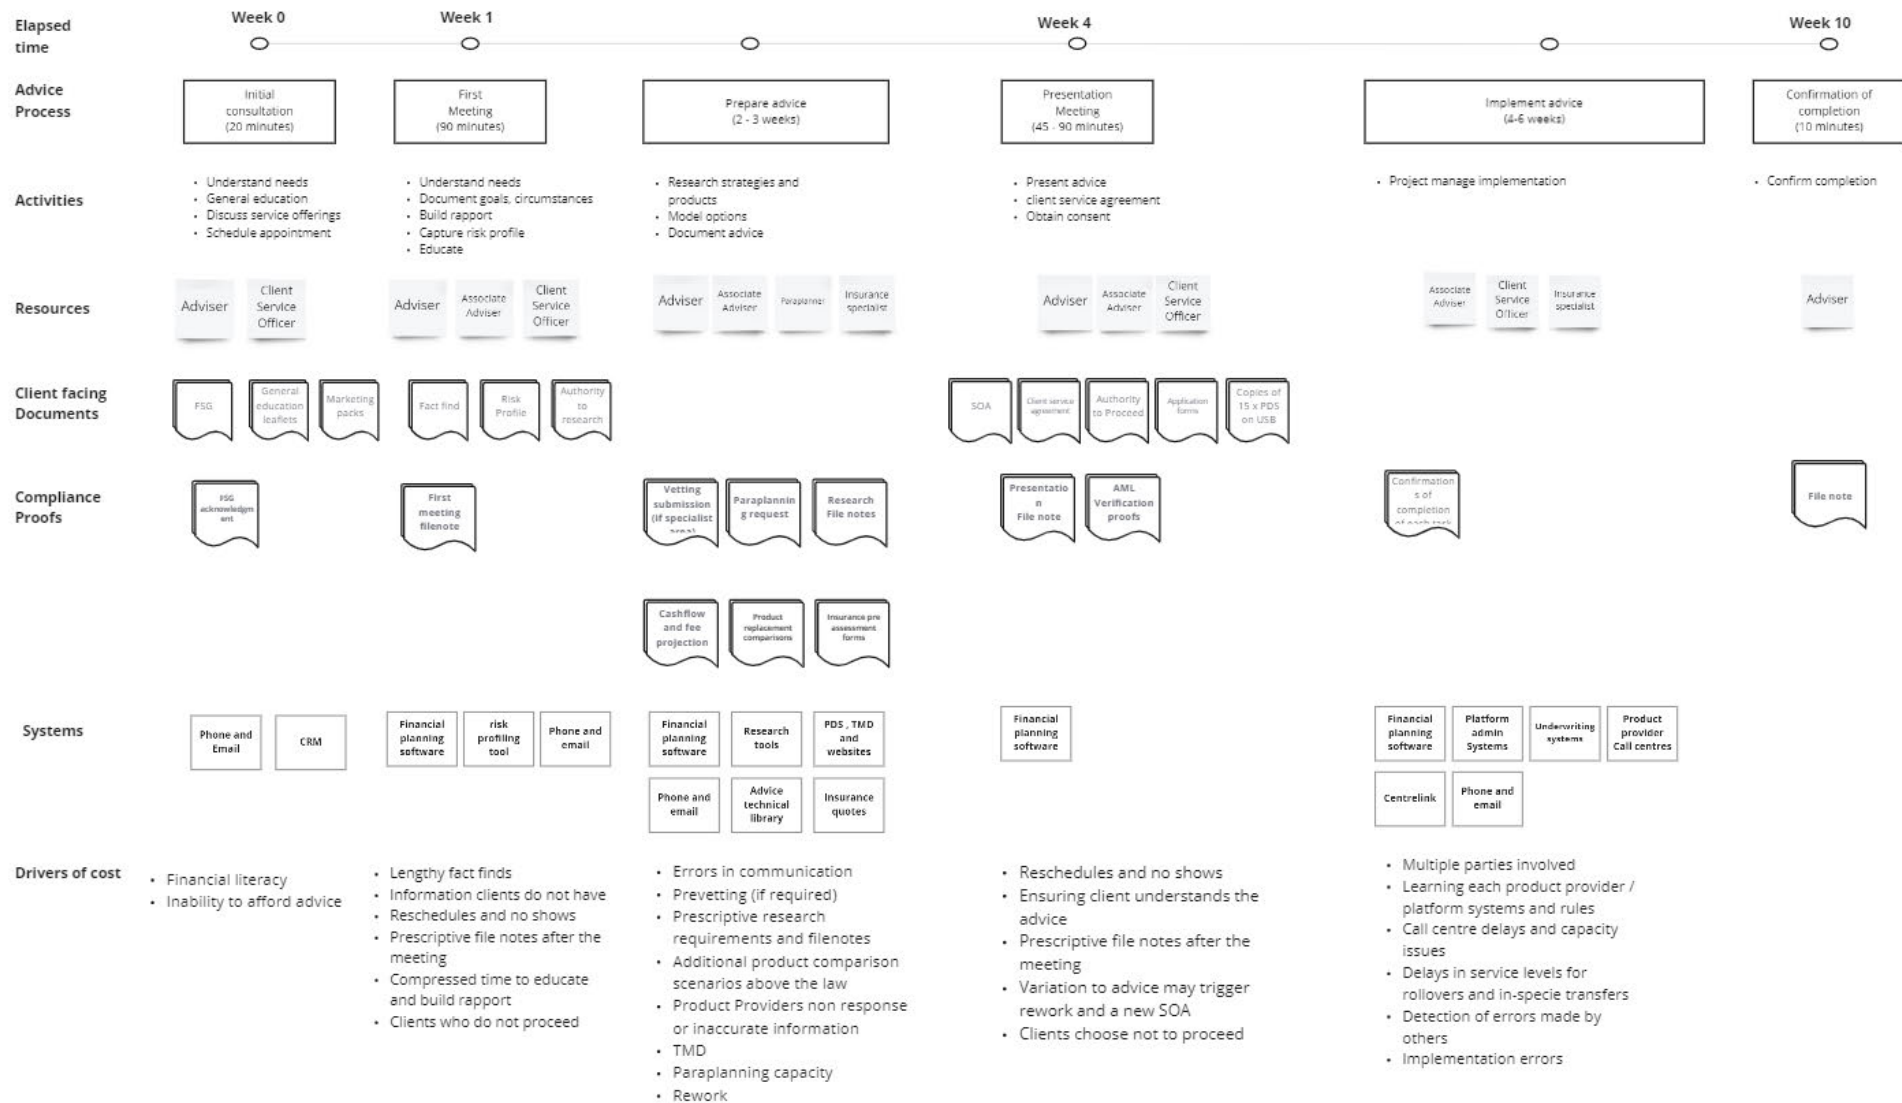 Elapsed
time
Week 0
Week 1
Week 4
Week 10
Advice
Process
Initial
consultation
(20 minutes)
First
Meeting
(90 minutes)
Prepare advice
(2 - 3 weeks)
Presentation
Meeting
(45 - 90 minutes)
Implement advice
(4-6 weeks)
Confirmation of
completion
(10 minutes)
Activities
• Understand needs
• General education
• Discuss service offerings
• Schedule appointment
• Understand needs
• Document goals, circumstances
• Build rapport
• Capture risk profile
• Educate
• Research strategies and
products
• Model options
• Document advice
• Present advice
• client service agreement
• Obtain consent
• Project manage implementation
• Confirm completion
Resources
Adviser
Client
Service
Officer
Adviser
Associate
Adviser
Client
Service
Officer
Adviser
Associate
Adviser
Paraplanner
Insurance
specialist
Adviser
Associate
Adviser
Client
Service
Officer
Associate
Adviser
Client
Service
Officer
Insurance
specialist
Adviser
Client facing
Documents
FSG
General
education
leaflets
Marketing
packs
Fact find
Risk
Profile
Authority
to
research
SOA
Client service
agreement
Authority
to Proceed
Application
forms
Copies of
15 x PDS
on USB
Compliance
Proofs
FSG
acknowledgm
ent
First
meeting
filenote
Vetting
submission
(if specialist
area)
Paraplannin
g request
Research
File notes
Presentatio
n
File note
AML
Verification
proofs
Confirmation
s of
completion
of each task
File note
Cashflow
and fee
projection
Product
replacement
comparisons
Insurance pre
assessment
forms
Systems
Phone and
Email
CRM
Financial
planning
software
risk
profiling
tool
Phone and
email
Financial
planning
software
Research
tools
PDS , TMD
and
websites
Phone and
email
Advice
technical
library
Insurance
quotes
Financial
planning
software
Financial
planning
software
Platform
admin
Systems
Underwriting
systems
Product
provider
Call centres
Centrelink
Phone and
email
Drivers of cost
• Financial literacy
• Inability to afford advice
• Lengthy fact finds
• Information clients do not have
• Reschedules and no shows
• Prescriptive file notes after the
meeting
• Compressed time to educate
and build rapport
• Clients who do not proceed
• Errors in communication
• Prevetting (if required)
• Prescriptive research
requirements and filenotes
• Additional product comparison
scenarios above the law
• Product Providers non response
or inaccurate information
• TMD
• Paraplanning capacity
• Rework
• Reschedules and no shows
• Ensuring client understands the
advice
• Prescriptive file notes after the
meeting
• Variation to advice may trigger
rework and a new SOA
• Clients choose not to proceed
• Multiple parties involved
• Learning each product provider /
platform systems and rules
• Call centre delays and capacity
issues
• Delays in service levels for
rollovers and in-specie transfers
• Detection of errors made by
others
• Implementation errors